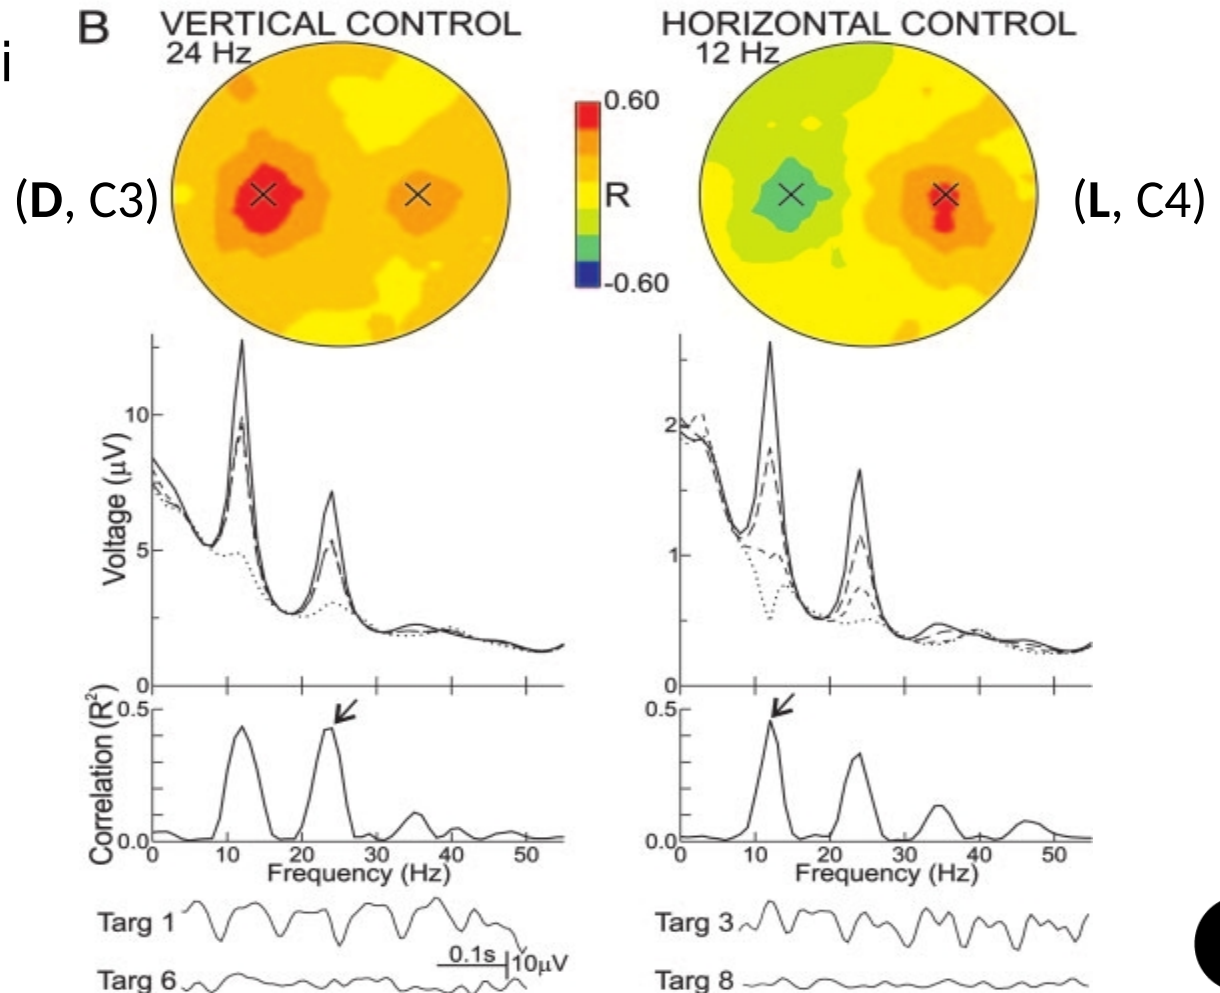 i
B
VERTICAL CONTROL
24 Hz
HORIZONTAL CONTROL
12 Hz
0.60
R
-0.60
(D, C3)
(L, C4)
Voltage (µV)
10
5
0
2
1
0
Correlation (R²)
0.5
0.0
0 10 20 30 40 50
Frequency (Hz)
0.5
0.0
0 10 20 30 40 50
Frequency (Hz)
Targ 1
0.1s
10µV
Targ 6
Targ 3
Targ 8